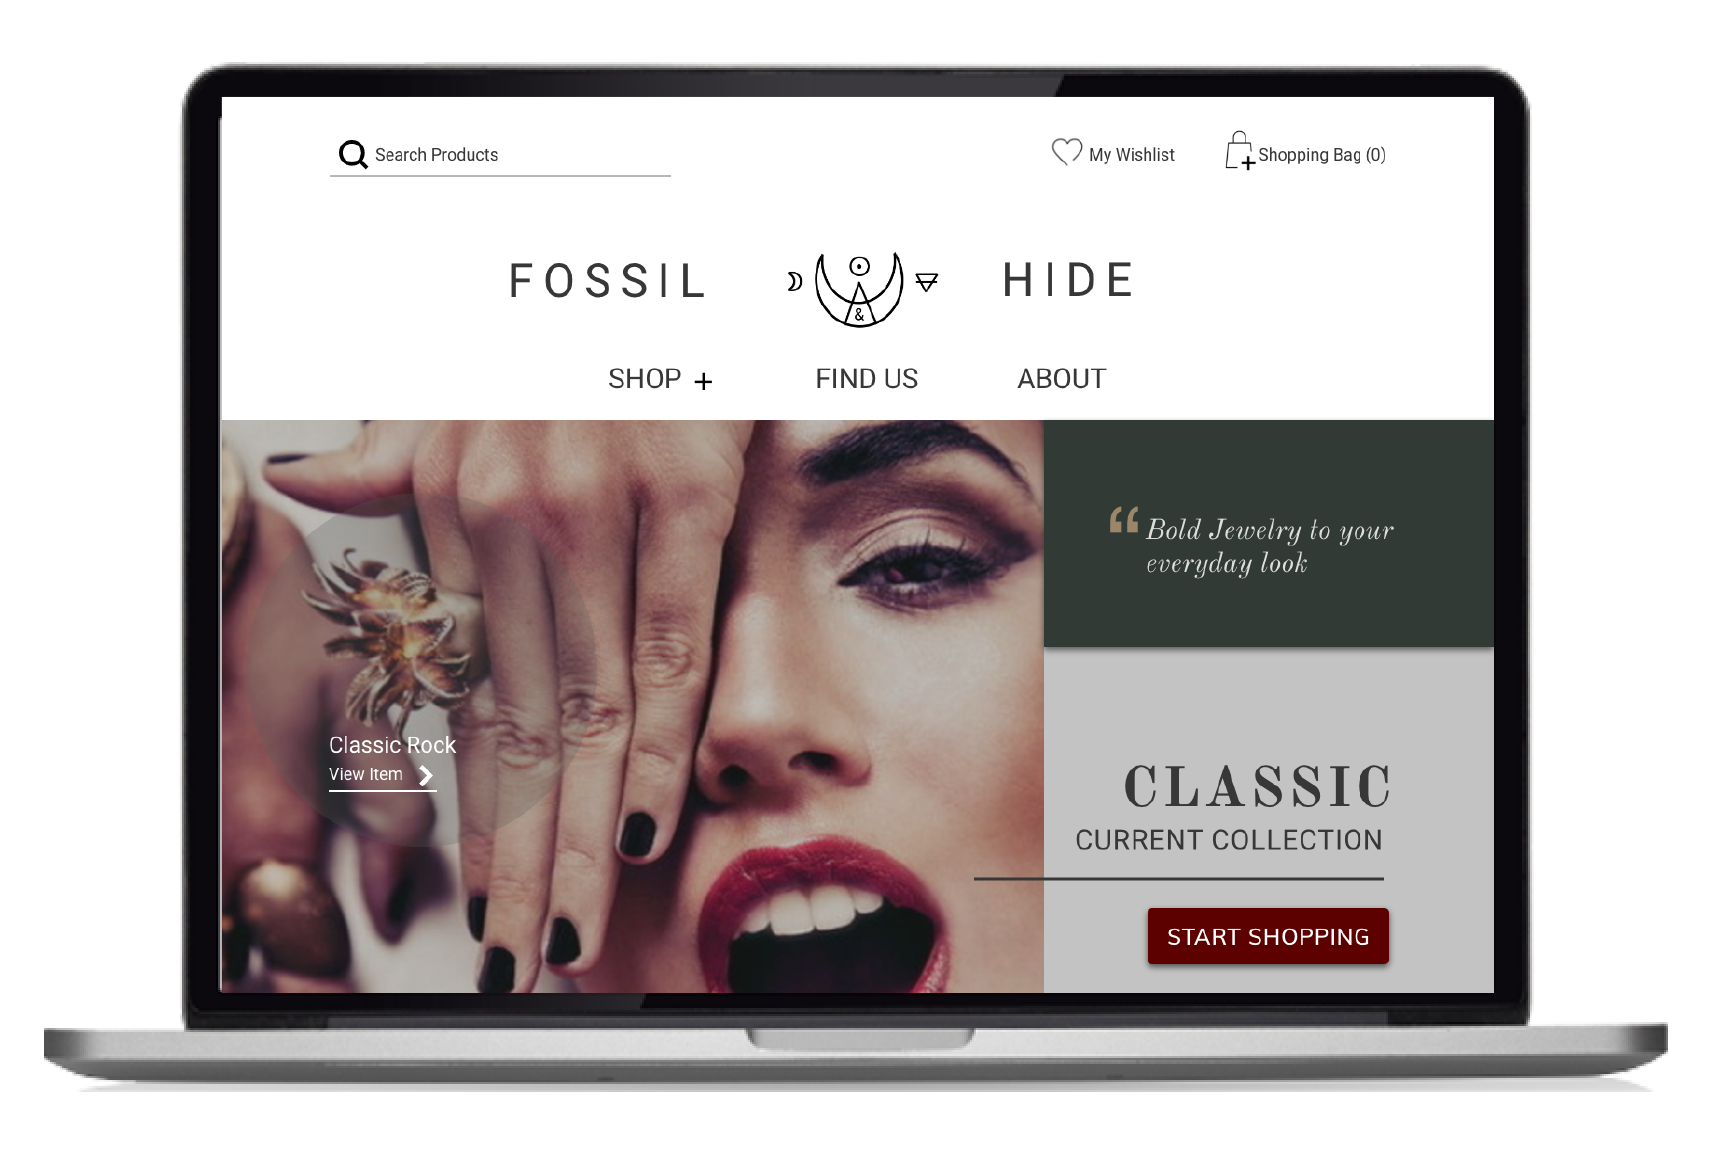 Search Products
My Wishlist
Shopping Bag (0)
FOSSIL & HIDE
SHOP +
FIND US
ABOUT
“ Bold Jewelry to your
everyday look
Classic Rock
View Item
CLASSIC
CURRENT COLLECTION
START SHOPPING